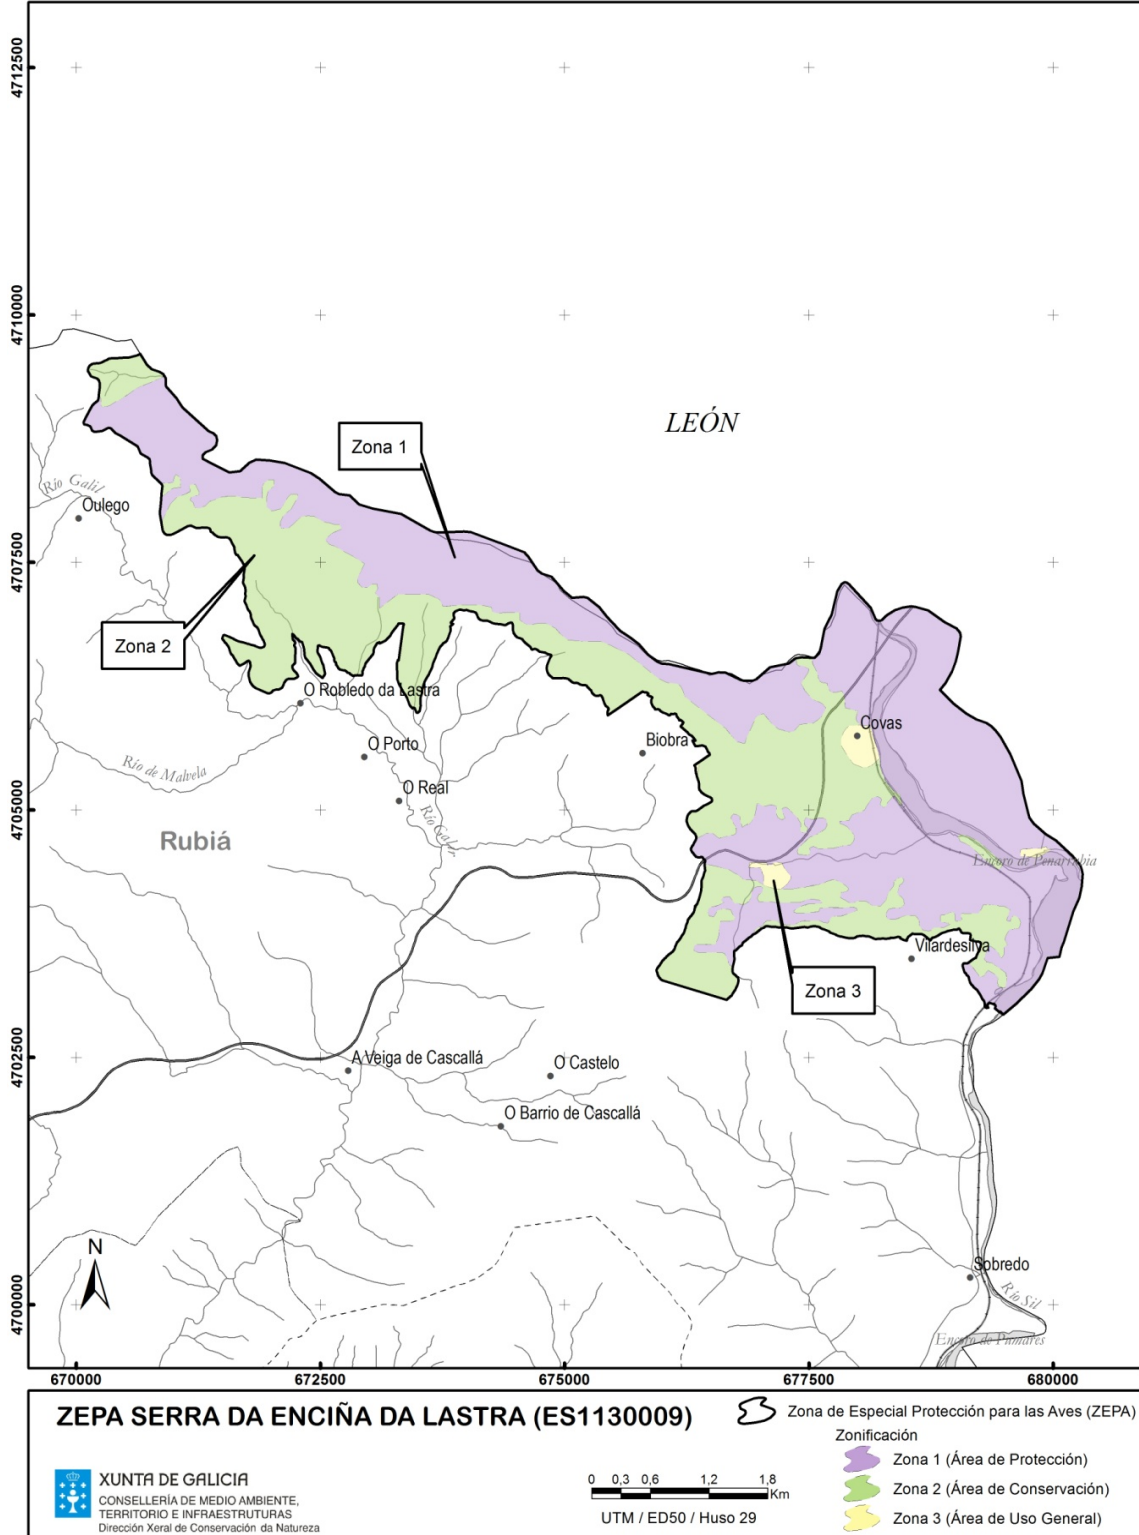 4712500
4710000
4707500
4705000
4702500
4700000
LEÓN
Zona 1
Río Galil
Oulego
Zona 2
O Robledo da Lastra
Covas
O Porto
Biobra
Río de Malvela
O Real
Río Galir
Rubiá
Encoro de Penarrubia
Vilardesilva
Zona 3
A Veiga de Cascallá
O Castelo
O Barrio de Cascallá
N
Sobredo
Río Sil
Encoro de Pumares
670000 672500 675000 677500 680000
ZEPA SERRA DA ENCIÑA DA LASTRA (ES1130009)
Zona de Especial Protección para las Aves (ZEPA)
Zonificación
Zona 1 (Área de Protección)
Zona 2 (Área de Conservación)
Zona 3 (Área de Uso General)
XUNTA DE GALICIA
CONSELLERÍA DE MEDIO AMBIENTE,
TERRITORIO E INFRAESTRUTURAS
Dirección Xeral de Conservación da Natureza
0 0,3 0,6 1,2 1,8
Km
UTM / ED50 / Huso 29